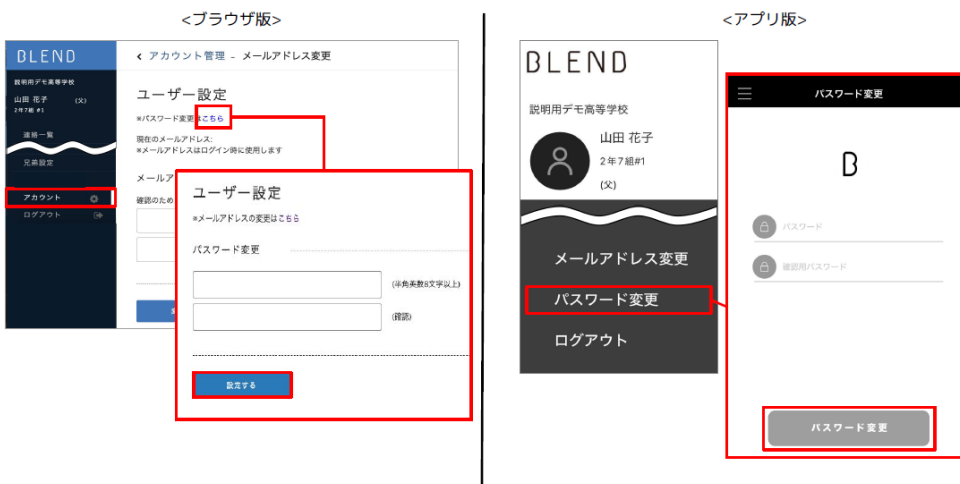 <ブラウザ版>
BLEND
説明用デモ高等学校
山田 花子 (父)
2年7組 #1
連絡一覧
兄弟設定
アカウント
ログアウト
< アカウント管理 - メールアドレス変更
ユーザー設定
※パスワード変更はこちら
現在のメールアドレス:
※メールアドレスはログイン時に使用します
メールア
確認のため
ユーザー設定
※メールアドレスの変更はこちら
パスワード変更
(半角英数8文字以上)
(確認)
設定する
<アプリ版>
BLEND
説明用デモ高等学校
山田 花子
2年7組#1
(父)
メールアドレス変更
パスワード変更
ログアウト
パスワード変更
B
パスワード
確認用パスワード
パスワード変更